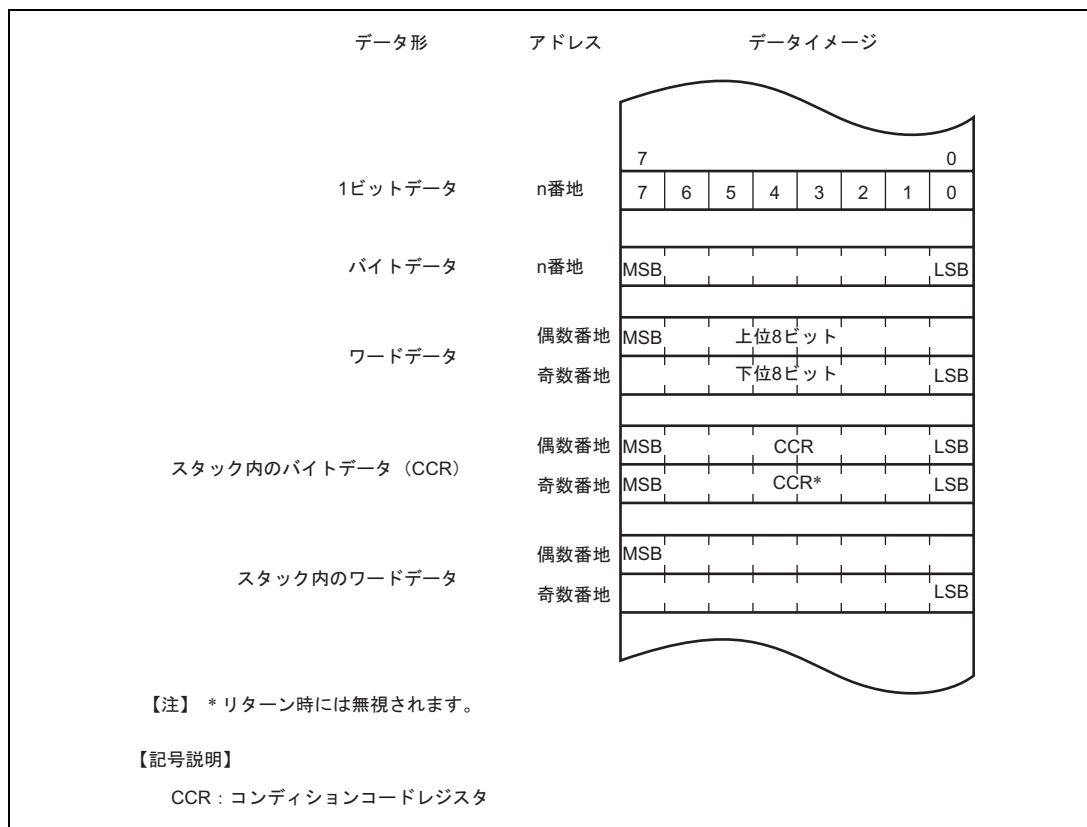 データ形 アドレス データイメージ
7 0
1ビットデータ n番地 7 6 5 4 3 2 1 0
バイトデータ n番地 MSB LSB
ワードデータ
偶数番地 MSB 上位8ビット
奇数番地 下位8ビット LSB
スタック内のバイトデータ（CCR）
偶数番地 MSB CCR LSB
奇数番地 MSB CCR* LSB
スタック内のワードデータ
偶数番地 MSB
奇数番地 LSB
【注】 * リターン時には無視されます。
【記号説明】
CCR：コンディションコードレジスタ